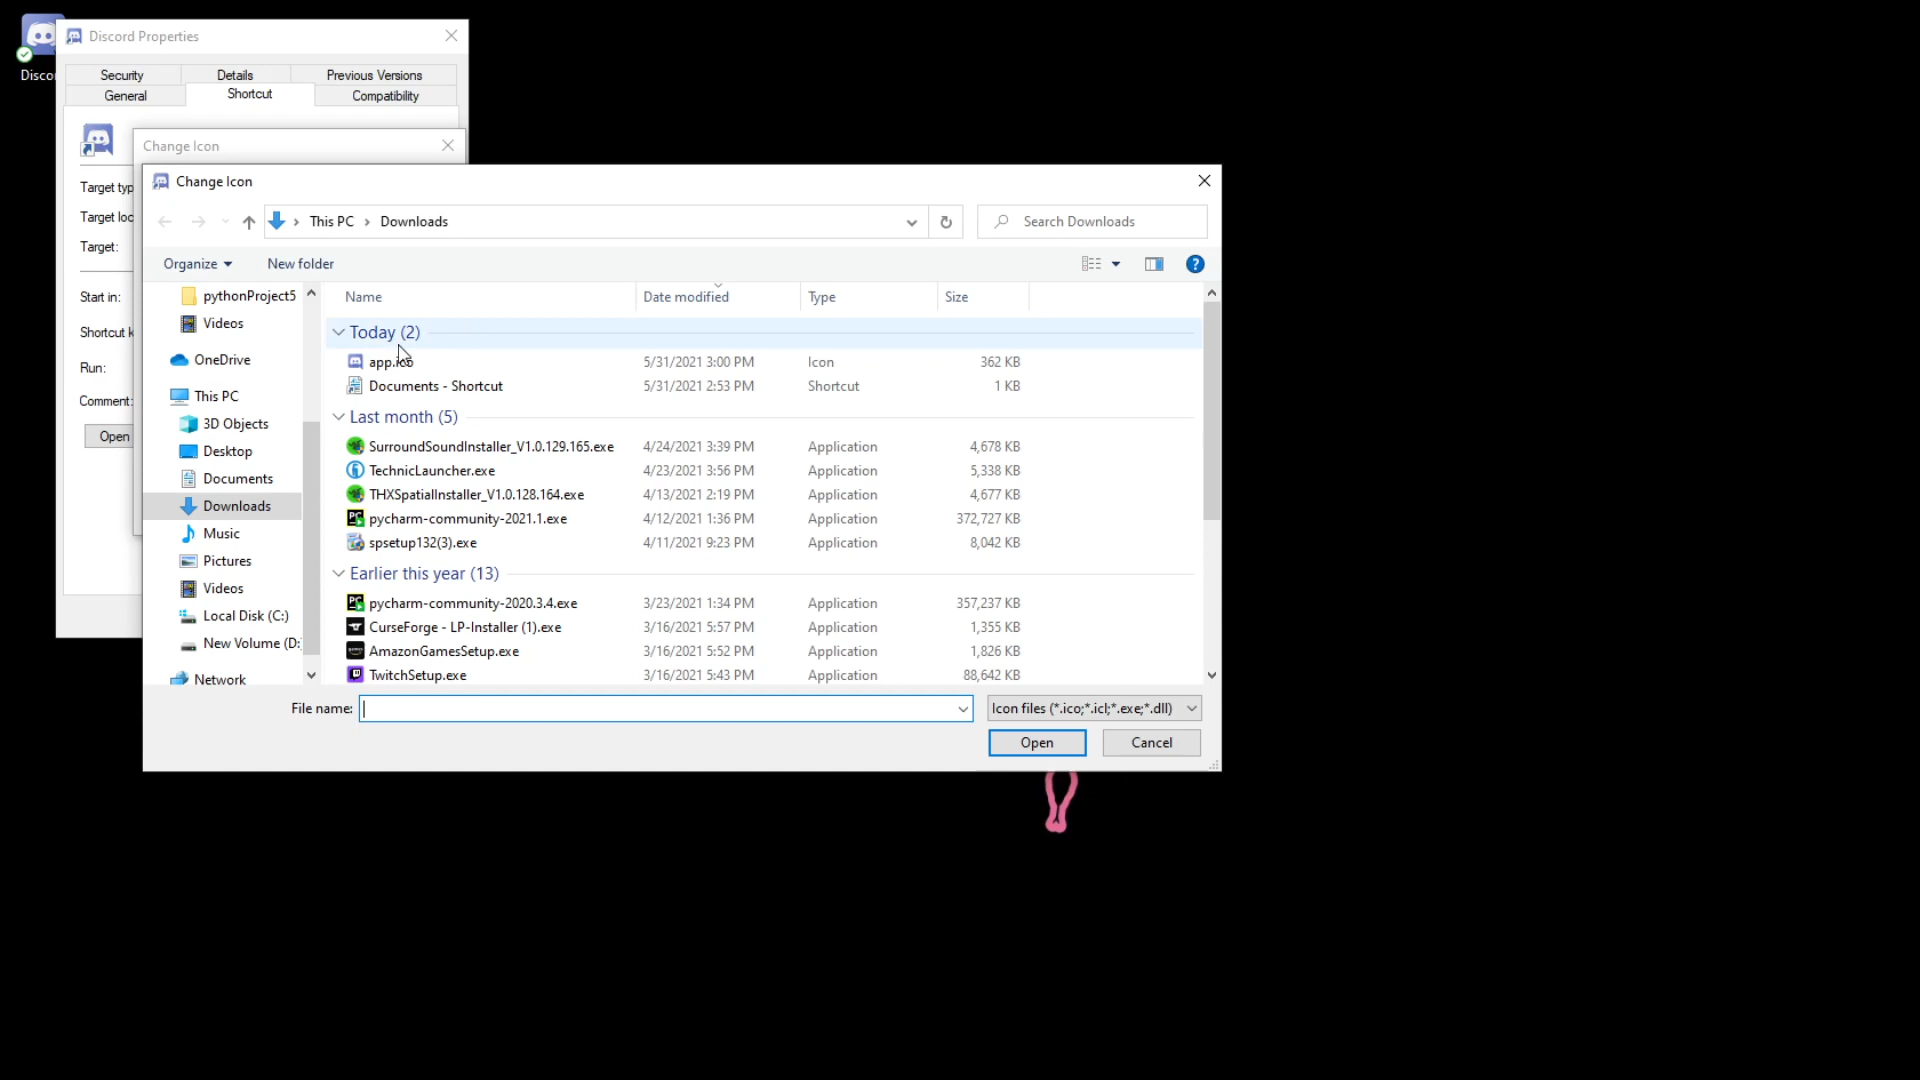 Disco
Discord Properties
Security Details Previous Versions
General Shortcut Compatibility
Target typ
Target loc
Target:
Start in:
Shortcut k
Run:
Comment:
Open
Change Icon
Change Icon
This PC Downloads
Search Downloads
Organize New folder
pythonProject5
Videos
OneDrive
This PC
3D Objects
Desktop
Documents
Downloads
Music
Pictures
Videos
Local Disk (C:)
New Volume (D:
Network
Name Date modified Type Size
Today (2)
app.ico 5/31/2021 3:00 PM Icon 362 KB
Documents - Shortcut 5/31/2021 2:53 PM Shortcut 1 KB
Last month (5)
SurroundSoundInstaller_V1.0.129.165.exe 4/24/2021 3:39 PM Application 4,678 KB
TechnicLauncher.exe 4/23/2021 3:56 PM Application 5,338 KB
THXSpatialInstaller_V1.0.128.164.exe 4/13/2021 2:19 PM Application 4,677 KB
pycharm-community-2021.1.exe 4/12/2021 1:36 PM Application 372,727 KB
spsetup132(3).exe 4/11/2021 9:23 PM Application 8,042 KB
Earlier this year (13)
pycharm-community-2020.3.4.exe 3/23/2021 1:34 PM Application 357,237 KB
CurseForge - LP-Installer (1).exe 3/16/2021 5:57 PM Application 1,355 KB
AmazonGamesSetup.exe 3/16/2021 5:52 PM Application 1,826 KB
TwitchSetup.exe 3/16/2021 5:43 PM Application 88,642 KB
File name: Icon files (*.ico;*.icl;*.exe;*.dll)
Open Cancel